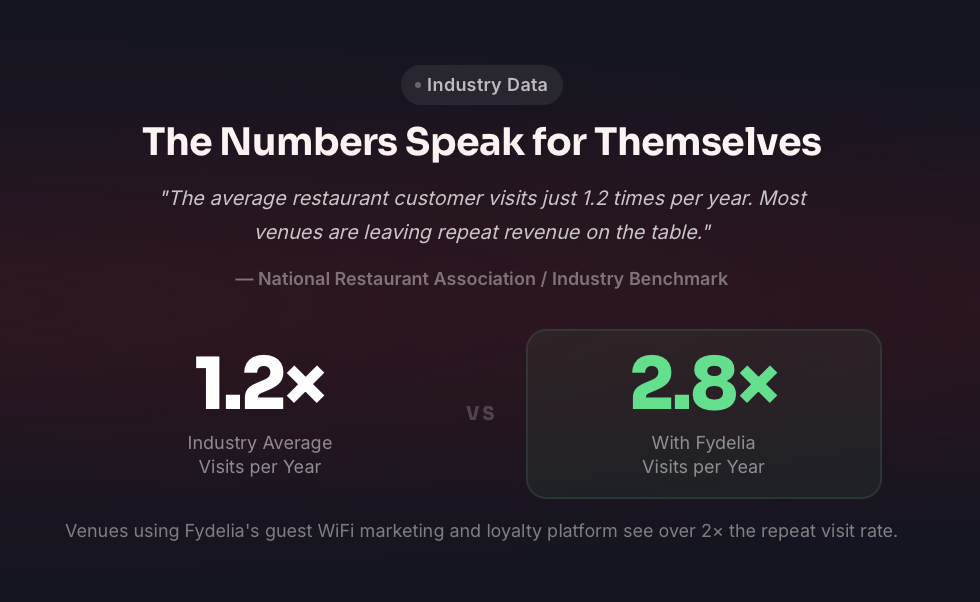 Industry Data
The Numbers Speak for Themselves
"The average restaurant customer visits just 1.2 times per year. Most
venues are leaving repeat revenue on the table."
— National Restaurant Association / Industry Benchmark
1.2×
Industry Average
Visits per Year
VS
2.8×
With Fydelia
Visits per Year
Venues using Fydelia's guest WiFi marketing and loyalty platform see over 2× the repeat visit rate.